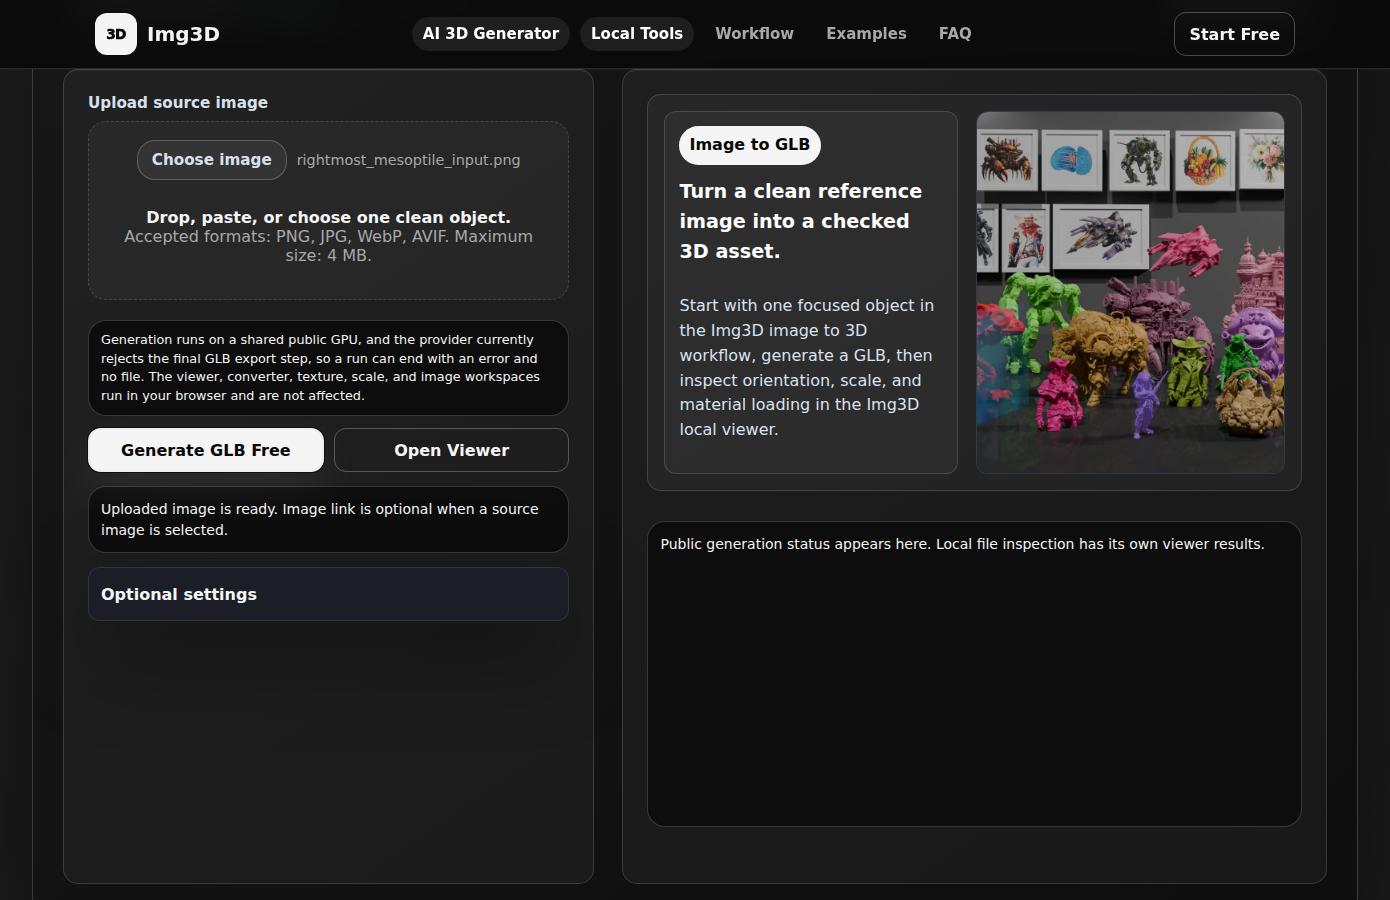 3D Img3D
AI 3D Generator
Local Tools
Workflow
Examples
FAQ
Start Free
Upload source image
Choose image rightmost_mesoptile_input.png
Drop, paste, or choose one clean object.
Accepted formats: PNG, JPG, WebP, AVIF. Maximum
size: 4 MB.
Generation runs on a shared public GPU, and the provider currently
rejects the final GLB export step, so a run can end with an error and
no file. The viewer, converter, texture, scale, and image workspaces
run in your browser and are not affected.
Generate GLB Free
Open Viewer
Uploaded image is ready. Image link is optional when a source
image is selected.
Optional settings
Image to GLB
Turn a clean reference
image into a checked
3D asset.
Start with one focused object in
the Img3D image to 3D
workflow, generate a GLB, then
inspect orientation, scale, and
material loading in the Img3D
local viewer.
Public generation status appears here. Local file inspection has its own viewer results.